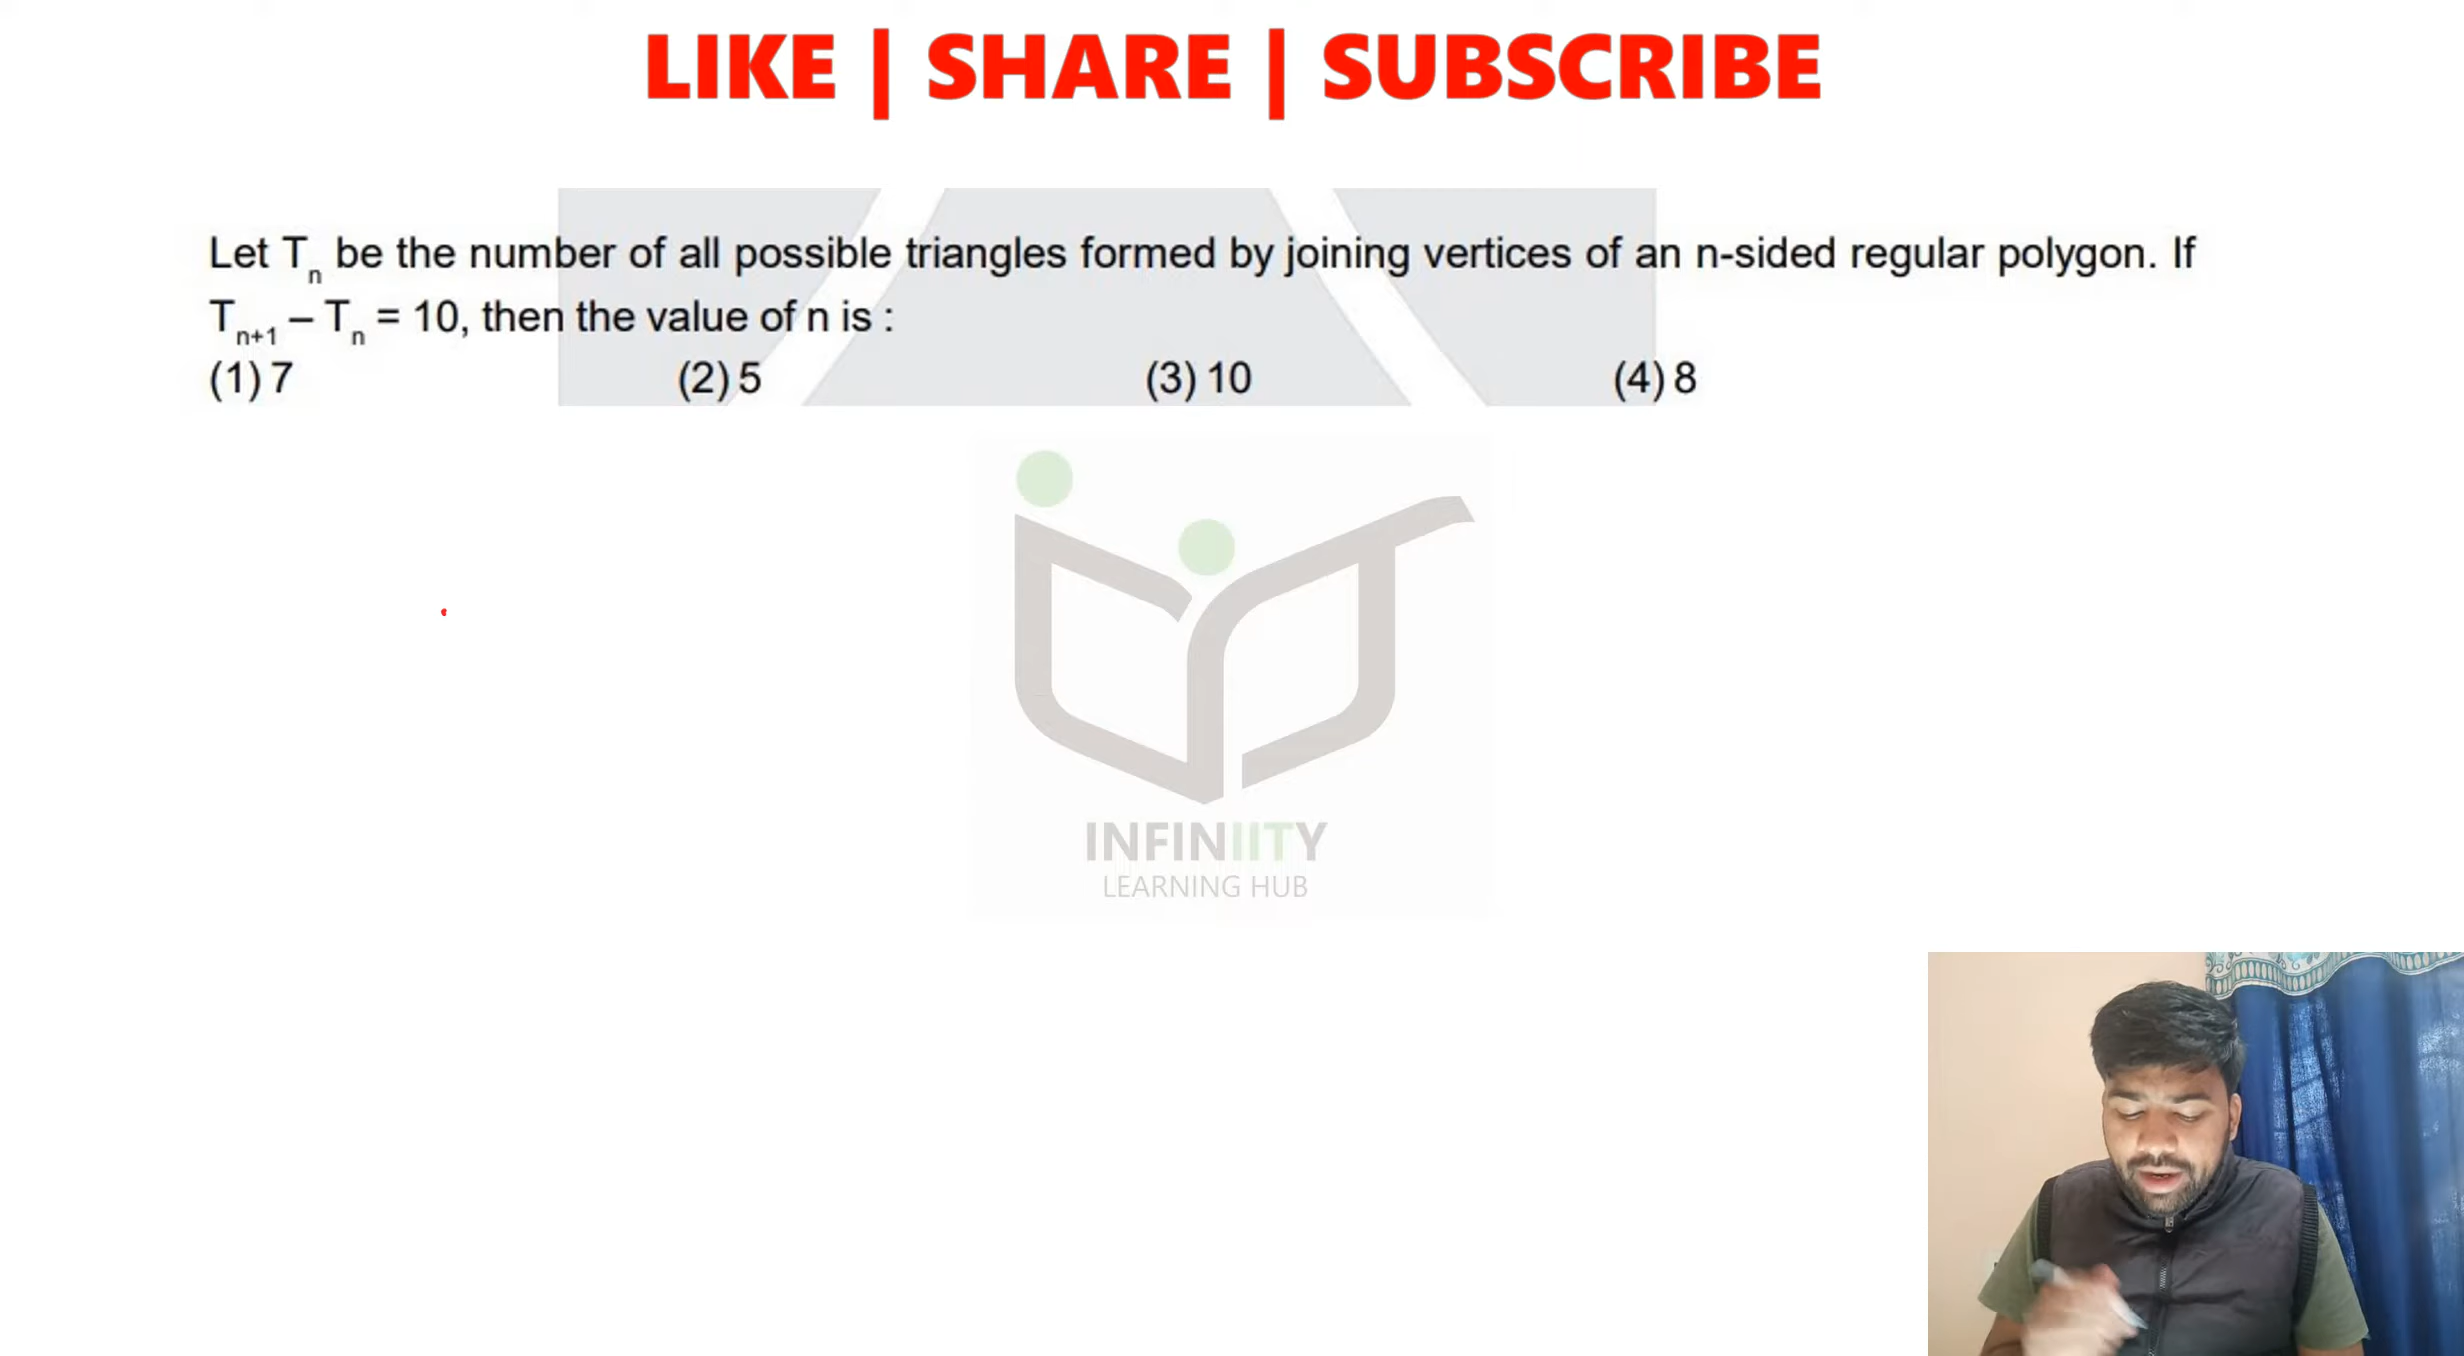 LIKE | SHARE | SUBSCRIBE
Let Tn be the number of all possible triangles formed by joining vertices of an n-sided regular polygon. If
Tn+1 – Tn = 10, then the value of n is :
(1) 7 (2) 5 (3) 10 (4) 8
INFINIITY
LEARNING HUB